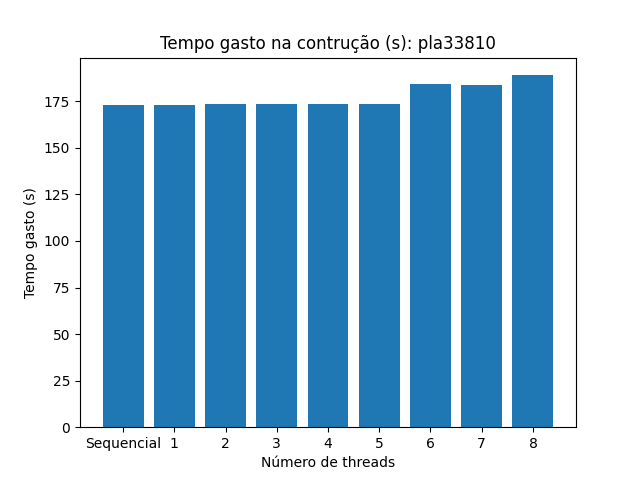 Tempo gasto na contrução (s): pla33810
175
150
125
100
75
50
25
0
Tempo gasto (s)
Sequencial 1 2 3 4 5 6 7 8
Número de threads